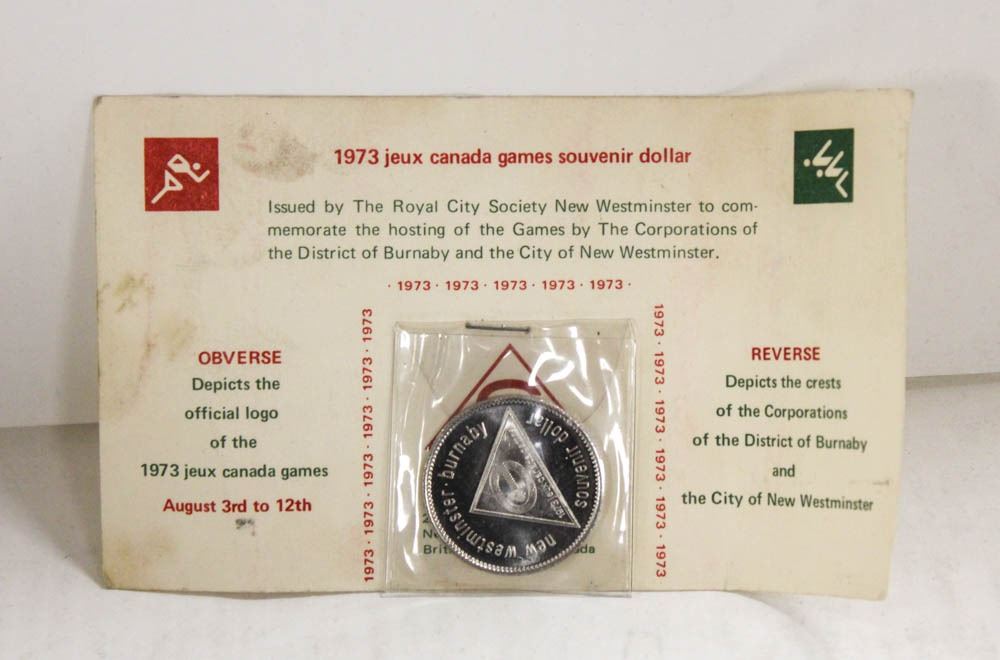 1973 jeux canada games souvenir dollar
Issued by The Royal City Society New Westminster to com-
memorate the hosting of the Games by The Corporations of
the District of Burnaby and the City of New Westminster.
· 1973 · 1973 · 1973 · 1973 · 1973 ·
1973 · 1973 · 1973 · 1973 · 1973
OBVERSE
Depicts the
official logo
of the
1973 jeux canada games
August 3rd to 12th
new westminster · burnaby
souvenir dollar
Brit
da
1973 · 1973 · 1973 · 1973 · 1973
REVERSE
Depicts the crests
of the Corporations
of the District of Burnaby
and
the City of New Westminster